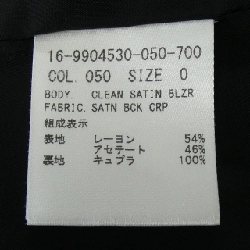 16-9904530-050-700
COL. 050 SIZE 0
BODY. CLEAN SATIN BLZR
FABRIC. SATN BCK CRP
組成表示
表地 レーヨン 54%
アセテート 46%
裏地 キュプラ 100%